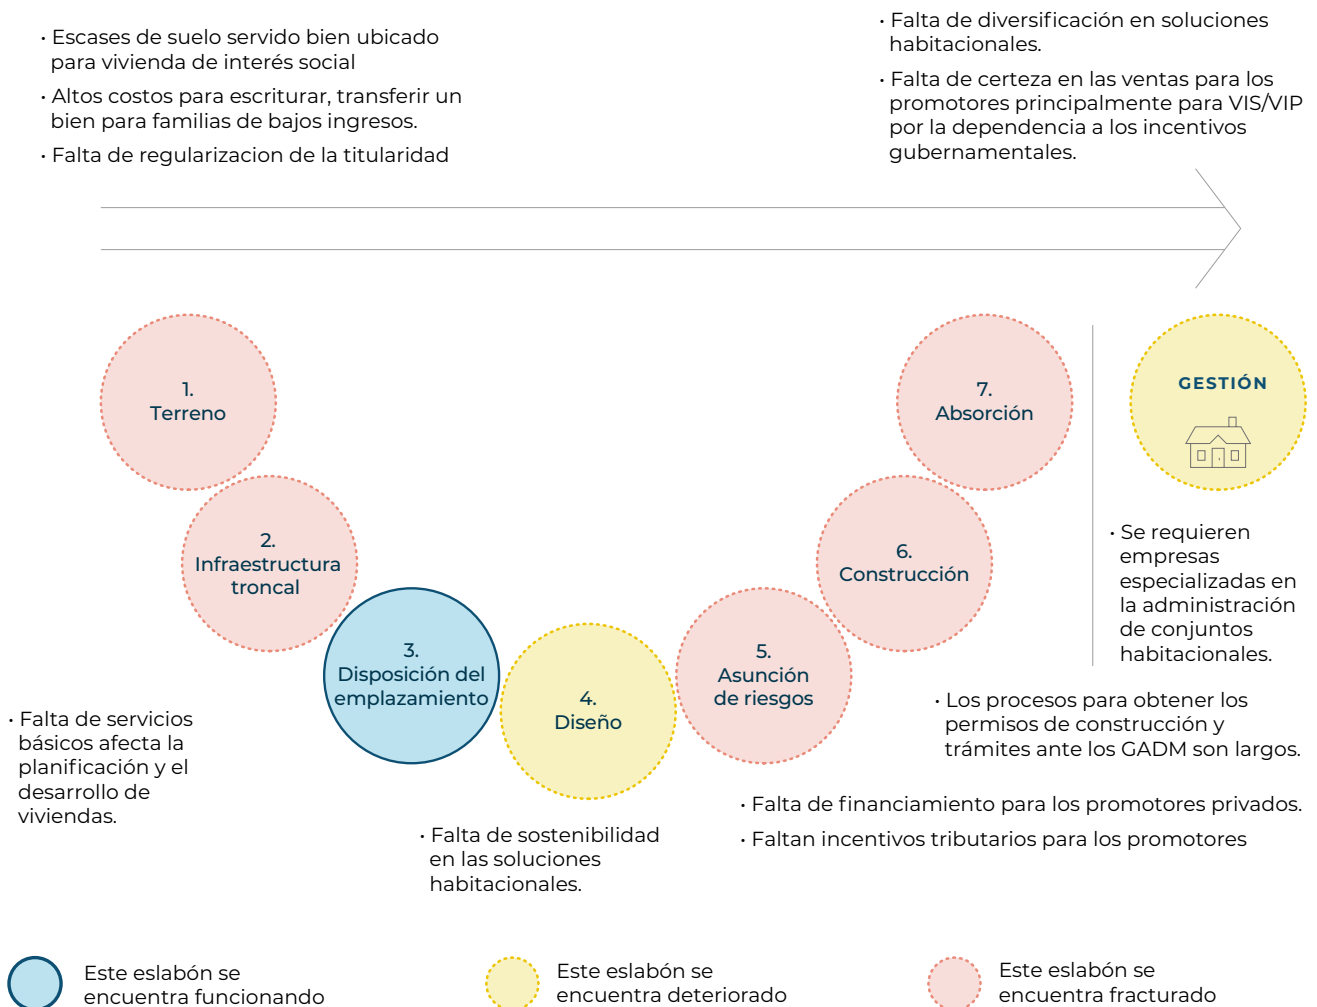 · Escases de suelo servido bien ubicado
para vivienda de interés social
· Altos costos para escriturar, transferir un
bien para familias de bajos ingresos.
· Falta de regularizacion de la titularidad
· Falta de diversificación en soluciones
habitacionales.
· Falta de certeza en las ventas para los
promotores principalmente para VIS/VIP
por la dependencia a los incentivos
gubernamentales.
1.
Terreno
2.
Infraestructura
troncal
3.
Disposición del
emplazamiento
4.
Diseño
5.
Asunción
de riesgos
6.
Construcción
7.
Absorción
GESTIÓN
· Se requieren
empresas
especializadas en
la administración
de conjuntos
habitacionales.
· Falta de servicios
básicos afecta la
planificación y el
desarrollo de
viviendas.
· Falta de sostenibilidad
en las soluciones
habitacionales.
· Los procesos para obtener los
permisos de construcción y
trámites ante los GADM son largos.
· Falta de financiamiento para los promotores privados.
· Faltan incentivos tributarios para los promotores
Este eslabón se
encuentra funcionando
Este eslabón se
encuentra deteriorado
Este eslabón se
encuentra fracturado